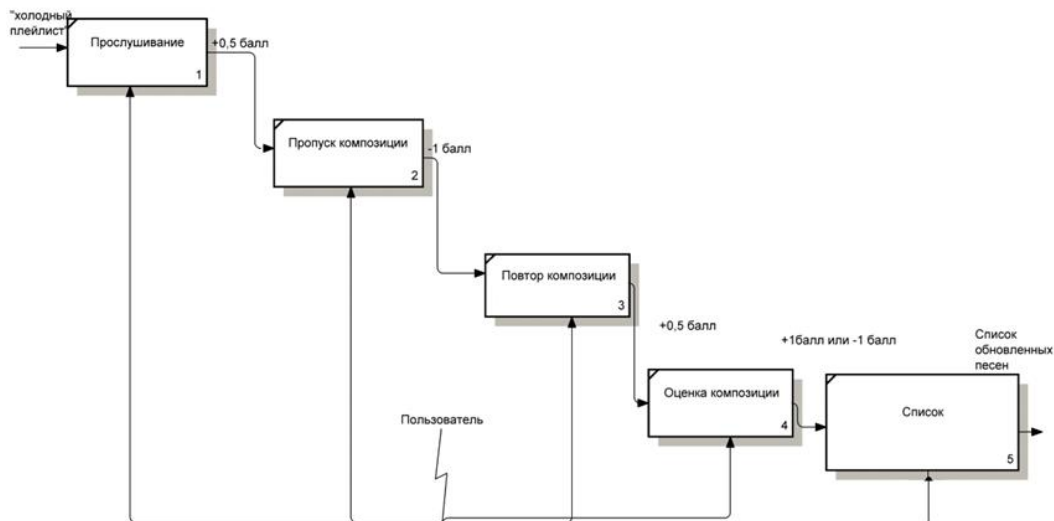 "холодный
плейлист"
Прослушивание
1
+0,5 балл
Пропуск композиции
2
-1 балл
Повтор композиции
3
+0,5 балл
Оценка композиции
4
+1балл или -1 балл
Список
5
Список
обновленных
песен
Пользователь